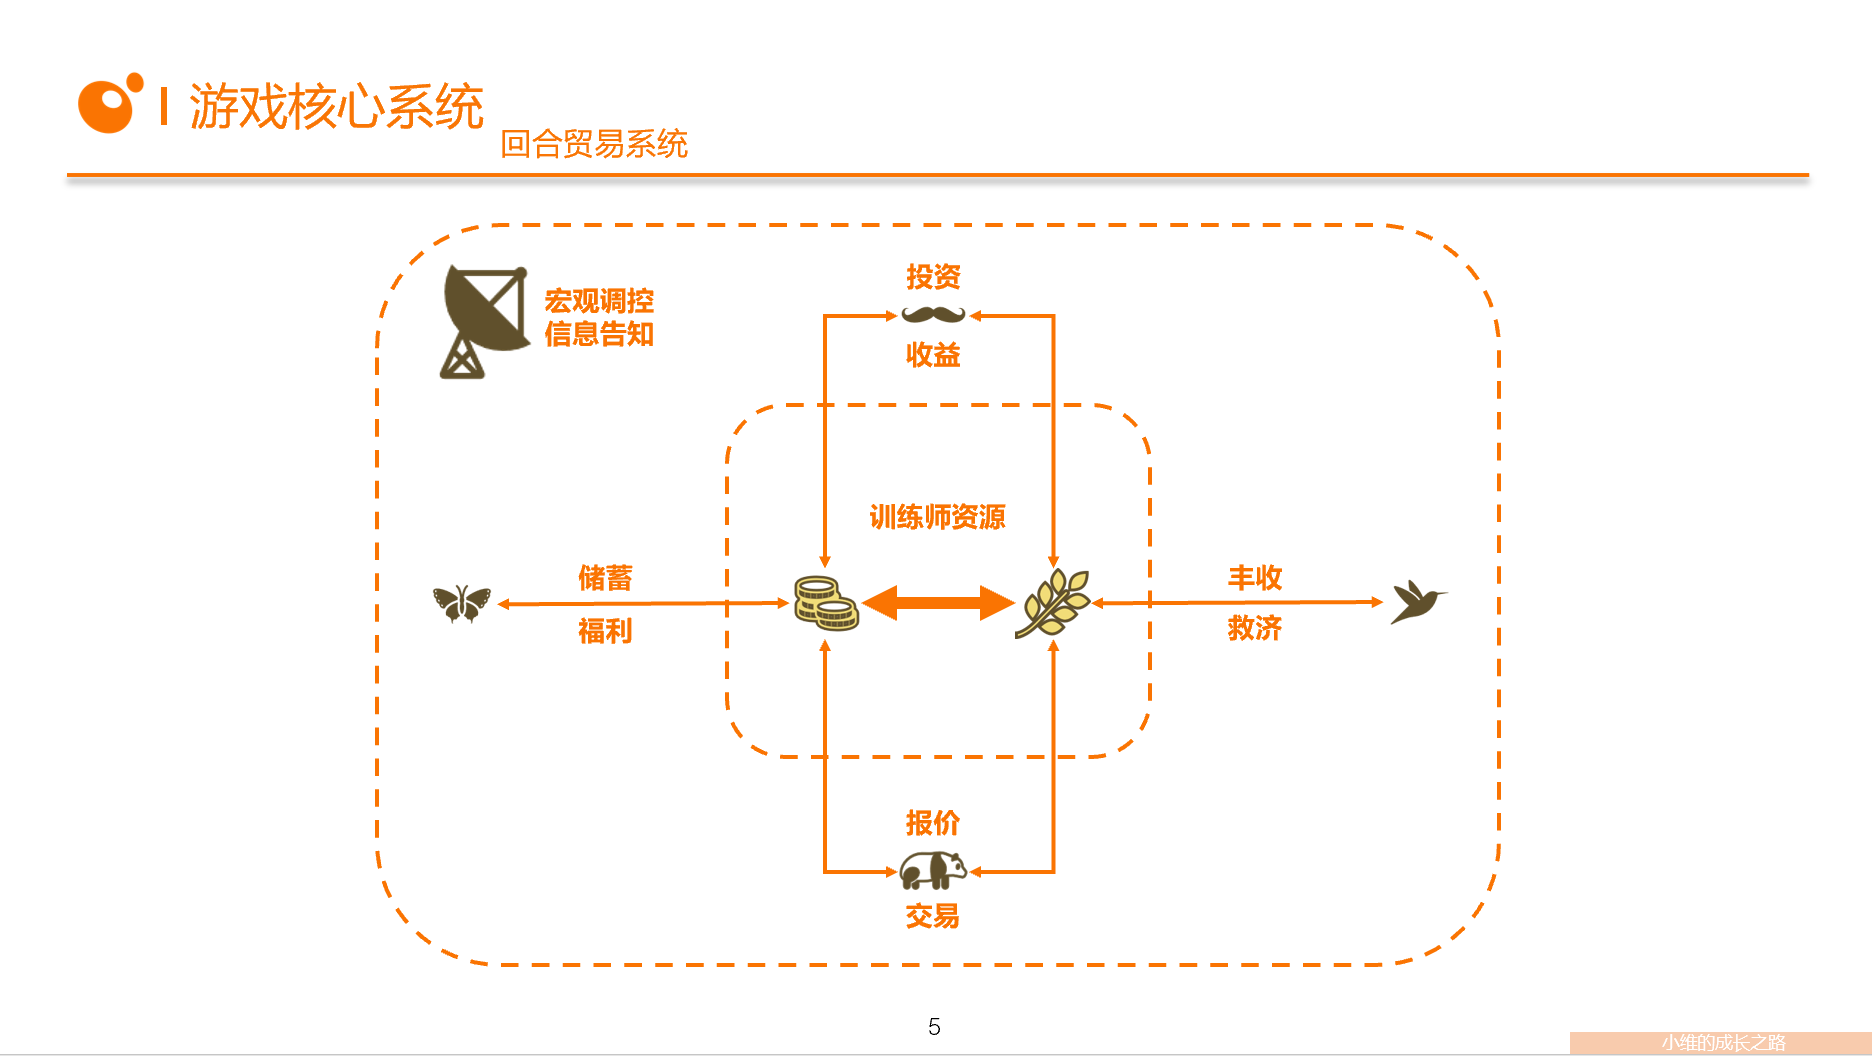 游戏核心系统
回合贸易系统
宏观调控
信息告知
投资
收益
训练师资源
储蓄
福利
丰收
救济
报价
交易
5
小维的成长之路